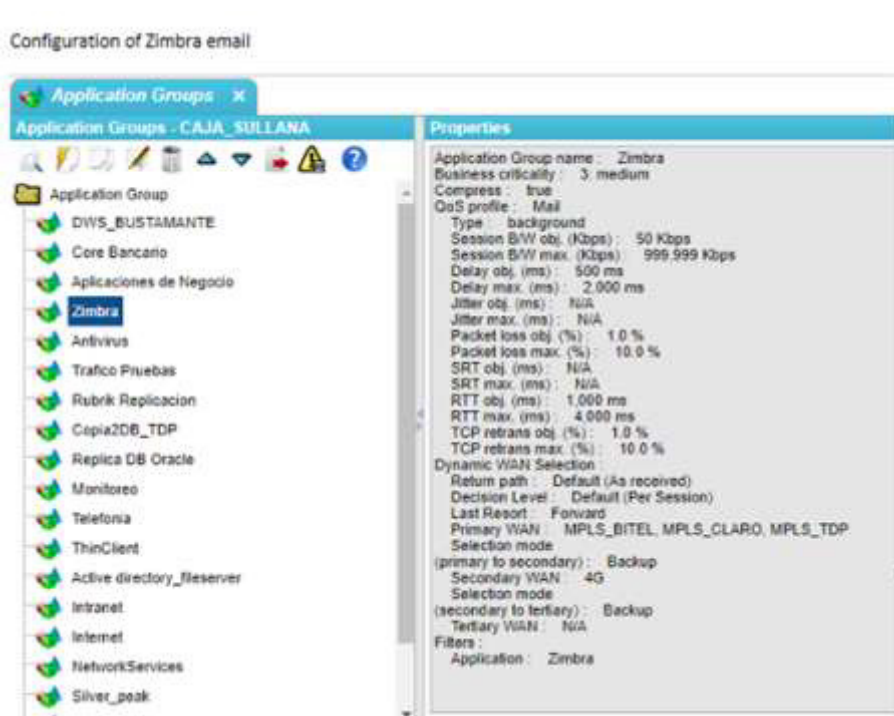 Configuration of Zimbra email
Application Groups x
Application Groups - CAJA_SULLANA
Application Group
DWS_BUSTAMANTE
Core Bancario
Aplicaciones de Negocio
Zimbra
Antivirus
Trafico Pruebas
Rubrik Replicacion
Copia2DB_TDP
Replica DB Oracle
Monitoreo
Telefonia
ThinClient
Active directory_fileserver
Intranet
Internet
NetworkServices
Silver_peak
Properties
Application Group name : Zimbra
Business criticality : 3. medium
Compress : true
QoS profile : Mail
Type : background
Session B/W obj. (Kbps) : 50 Kbps
Session B/W max. (Kbps) : 999.999 Kbps
Delay obj. (ms) : 500 ms
Delay max. (ms) : 2.000 ms
Jitter obj. (ms) : N/A
Jitter max. (ms) : N/A
Packet loss obj. (%) : 1.0 %
Packet loss max. (%) : 10.0 %
SRT obj. (ms) : N/A
SRT max. (ms) : N/A
RTT obj. (ms) : 1.000 ms
RTT max. (ms) : 4.000 ms
TCP retrans obj. (%) : 1.0 %
TCP retrans max. (%) : 10.0 %
Dynamic WAN Selection
Return path : Default (As received)
Decision Level : Default (Per Session)
Last Resort : Forward
Primary WAN : MPLS_BITEL, MPLS_CLARO, MPLS_TDP
Selection mode
(primary to secondary) : Backup
Secondary WAN : 4G
Selection mode
(secondary to tertiary) : Backup
Tertiary WAN : N/A
Filters :
Application : Zimbra